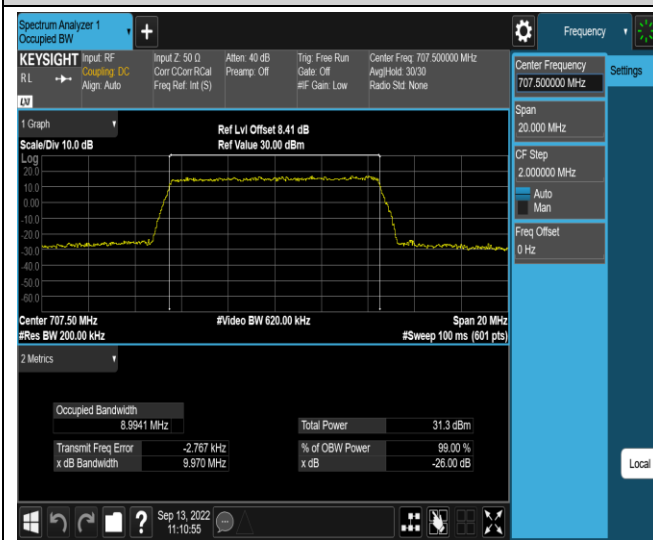 Spectrum Analyzer 1
Occupied BW
Frequency
KEYSIGHT
RL
LXI
Input: RF
Coupling: DC
Align: Auto
Input Z: 50 Ω
Corr CCorr RCal
Freq Ref: Int (S)
Atten: 40 dB
Preamp: Off
Trig: Free Run
Gate: Off
#IF Gain: Low
Center Freq: 707.500000 MHz
Avg|Hold: 30/30
Radio Std: None
Center Frequency
707.500000 MHz
Settings
Span
20.000 MHz
CF Step
2.000000 MHz
Auto
Man
Freq Offset
0 Hz
Local
1 Graph
Scale/Div 10.0 dB
Ref Lvl Offset 8.41 dB
Ref Value 30.00 dBm
Log
20.0
10.0
0.00
-10.0
-20.0
-30.0
-40.0
-50.0
-60.0
Center 707.50 MHz
#Video BW 620.00 kHz
Span 20 MHz
#Res BW 200.00 kHz
#Sweep 100 ms (601 pts)
2 Metrics
Occupied Bandwidth
8.9941 MHz
Total Power 31.3 dBm
Transmit Freq Error -2.767 kHz
% of OBW Power 99.00 %
x dB Bandwidth 9.970 MHz
x dB -26.00 dB
?
Sep 13, 2022
11:10:55